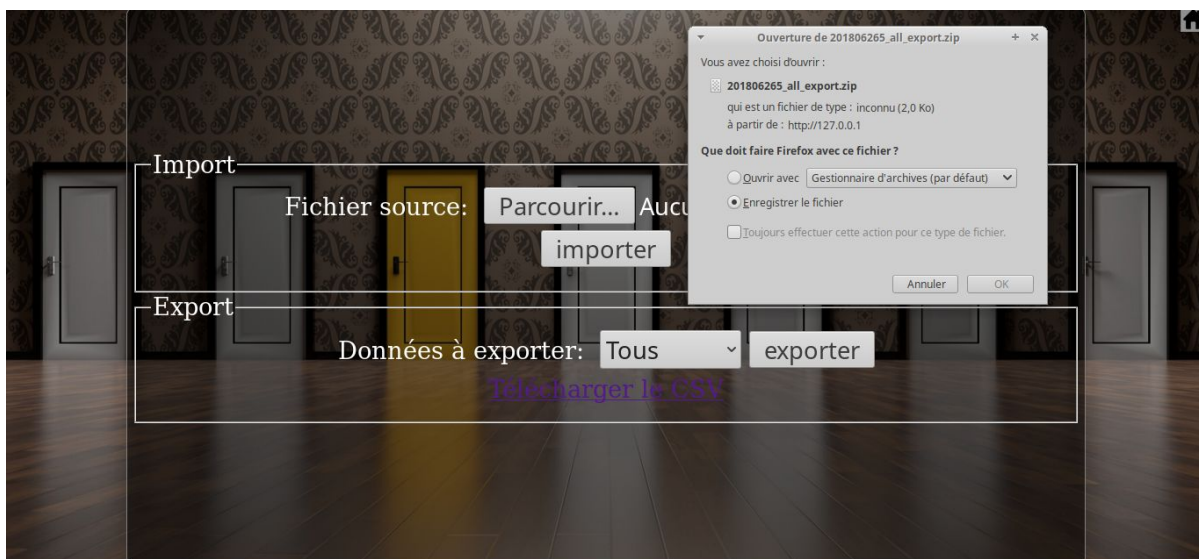 Import
Fichier source: Parcourir...
importer
Export
Données à exporter: Tous exporter
Télécharger le CSV
Ouverture de 201806265_all_export.zip
Vous avez choisi d'ouvrir :
201806265_all_export.zip
qui est un fichier de type : inconnu (2,0 Ko)
à partir de : http://127.0.0.1
Que doit faire Firefox avec ce fichier ?
Ouvrir avec Gestionnaire d'archives (par défaut)
Enregistrer le fichier
Toujours effectuer cette action pour ce type de fichier.
Annuler OK